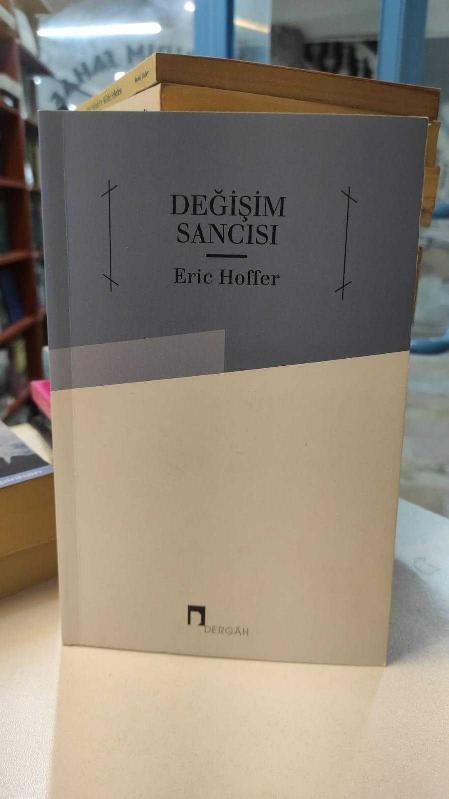 DEĞİŞİM
SANCISI
Eric Hoffer
DERGÂH